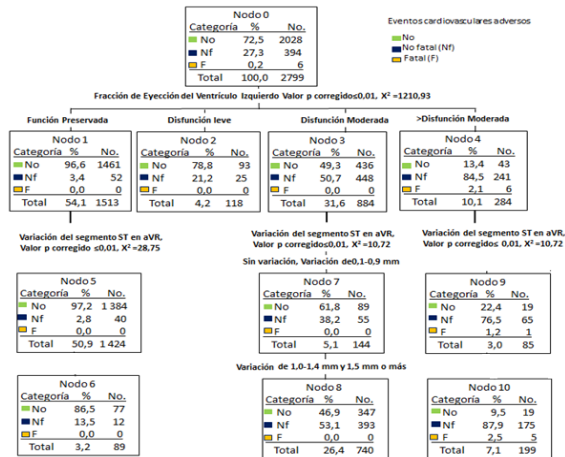 Nodo 0
Categoría % No.
No 72,5 2028
Nf 27,3 394
F 0,2 6
Total 100,0 2799
Eventos cardiovasculares adversos
No
No fatal (Nf)
Fatal (F)
Fracción de Eyección del Ventrículo Izquierdo Valor p corregido≤0,01, X² =1210,93
Función Preservada
Disfunción leve
Disfunción Moderada
>Disfunción Moderada
Nodo 1
Categoría % No.
No 96,6 1461
Nf 3,4 52
F 0,0 0
Total 54,1 1513
Nodo 2
Categoría % No.
No 78,8 93
Nf 21,2 25
F 0,0 0
Total 4,2 118
Nodo 3
Categoría % No.
No 49,3 436
Nf 50,7 448
F 0,0 0
Total 31,6 884
Nodo 4
Categoría % No.
No 13,4 43
Nf 84,5 241
F 2,1 6
Total 10,1 284
Variación del segmento ST en aVR,
Valor p corregido ≤0,01, X² =28,75
Variación del segmento ST en aVR,
Valor p corregido≤0,01, X² =10,72
Sin variación, Variación de0,1-0,9 mm
Variación del segmento ST en aVR,
Valor p corregido≤ 0,01, X² =10,72
Nodo 5
Categoría % No.
No 97,2 1 384
Nf 2,8 40
F 0,0 0
Total 50,9 1 424
Nodo 7
Categoría % No.
No 61,8 89
Nf 38,2 55
F 0,0 0
Total 5,1 144
Nodo 9
Categoría % No.
No 22,4 19
Nf 76,5 65
F 1,2 1
Total 3,0 85
Variación de 1,0-1,4 mm y 1,5 mm o más
Nodo 6
Categoría % No.
No 86,5 77
Nf 13,5 12
F 0,0 0
Total 3,2 89
Nodo 8
Categoría % No.
No 46,9 347
Nf 53,1 393
F 0,0 0
Total 26,4 740
Nodo 10
Categoría % No.
No 9,5 19
Nf 87,9 175
F 2,5 5
Total 7,1 199